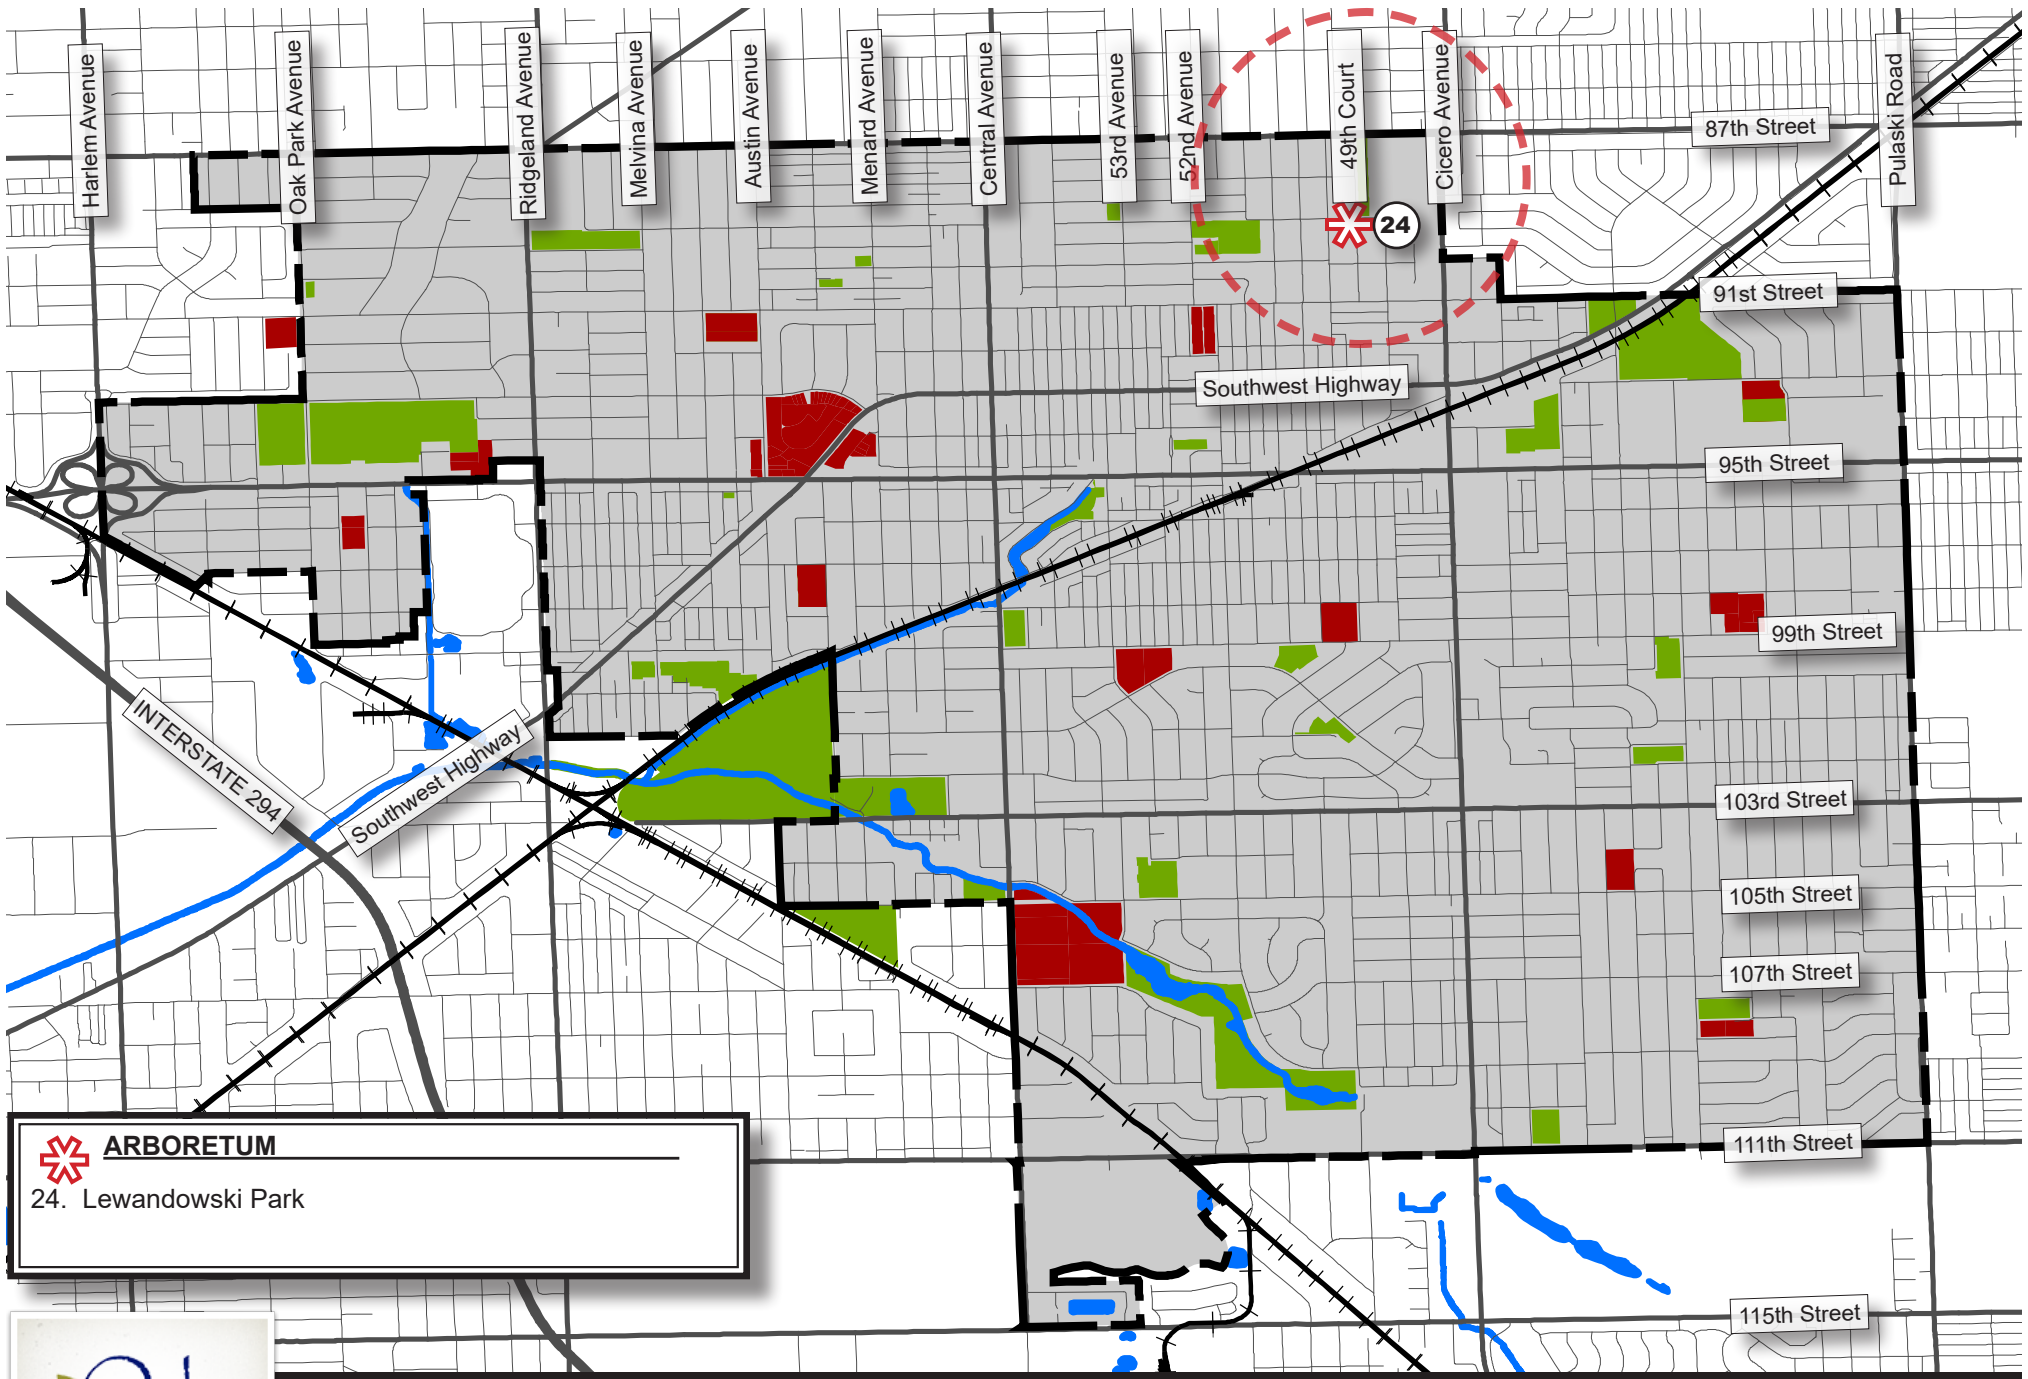 Harlem Avenue
Oak Park Avenue
Ridgeland Avenue
Melvina Avenue
Austin Avenue
Menard Avenue
Central Avenue
53rd Avenue
52nd Avenue
49th Court
Cicero Avenue
Pulaski Road
87th Street
24
91st Street
Southwest Highway
95th Street
99th Street
INTERSTATE 294
Southwest Highway
103rd Street
105th Street
107th Street
111th Street
115th Street
ARBORETUM
24. Lewandowski Park